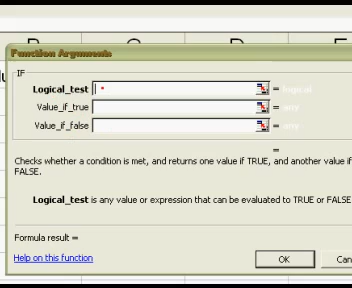 Function Arguments
IF
Logical_test = logical
Value_if_true = any
Value_if_false = any
=
Checks whether a condition is met, and returns one value if TRUE, and another value if
FALSE.
Logical_test is any value or expression that can be evaluated to TRUE or FALSE
Formula result =
Help on this function
OK
Can